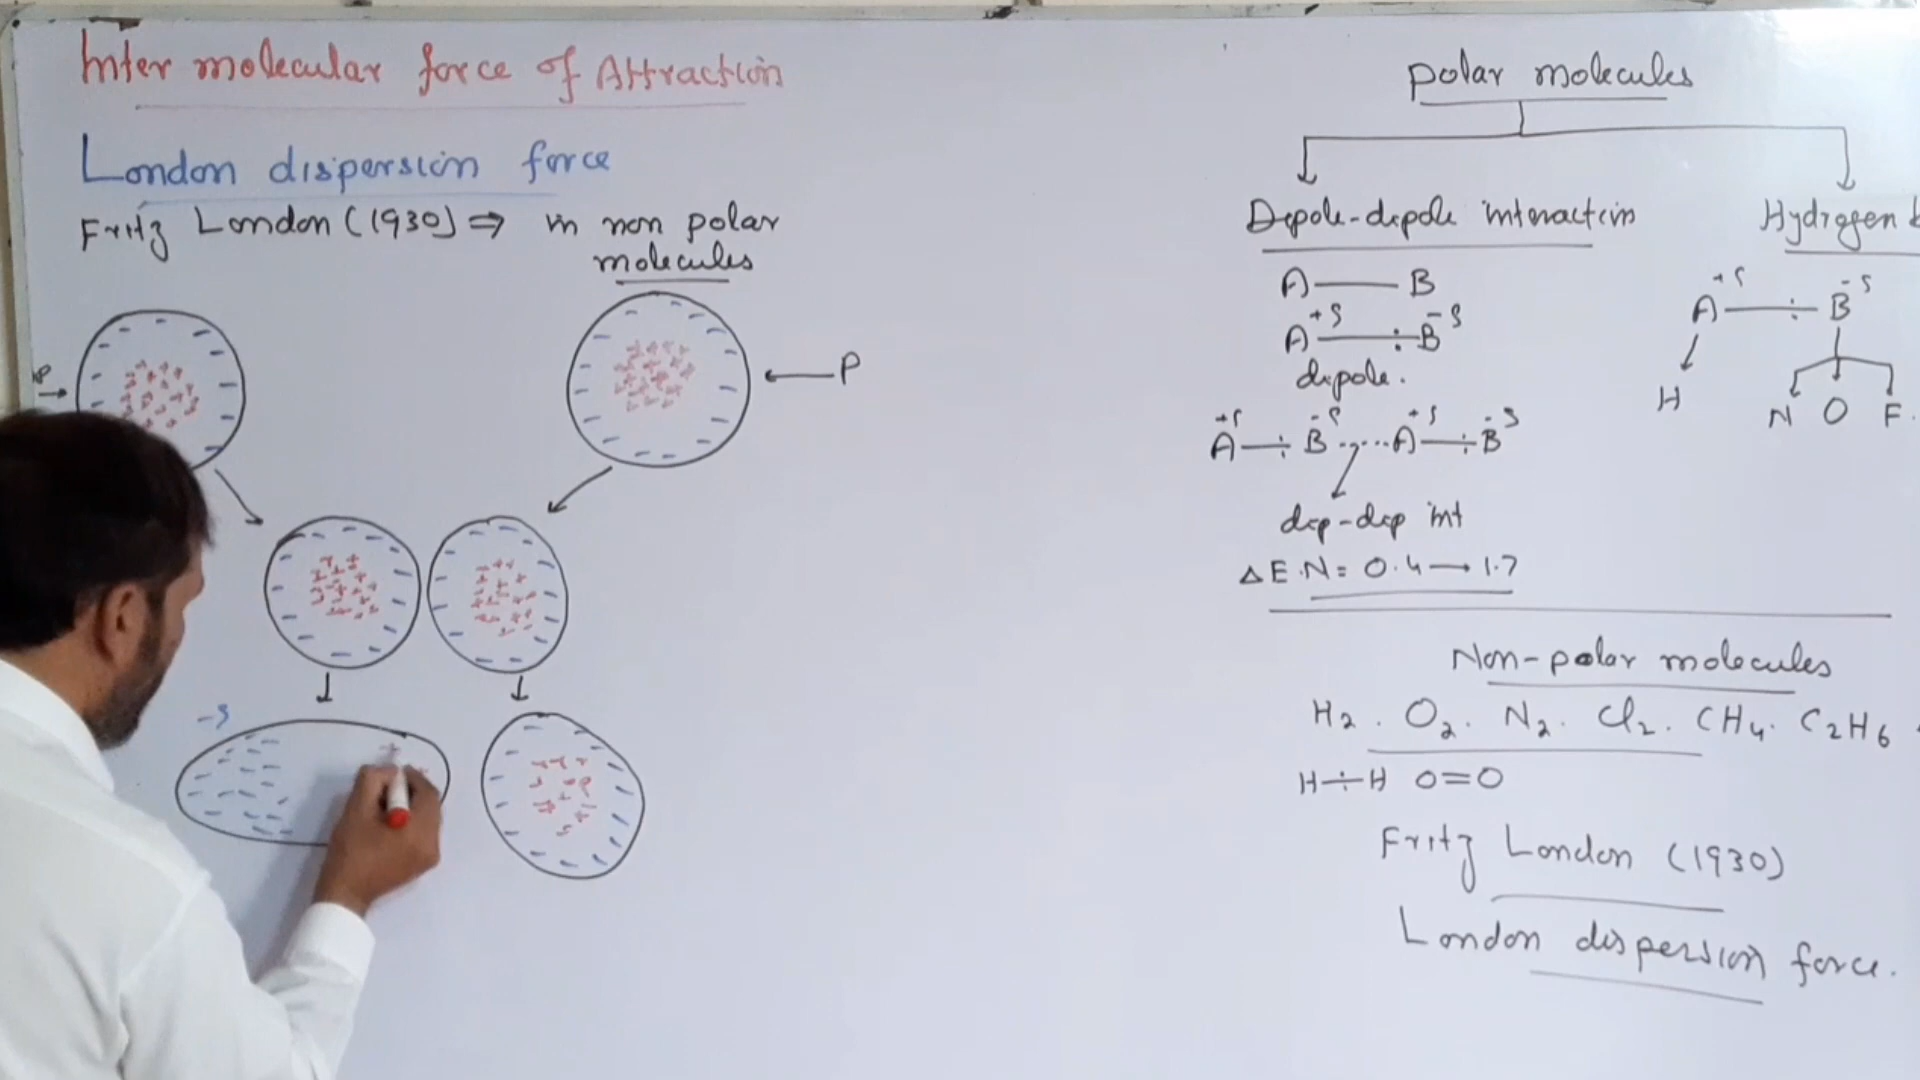 Inter molecular force of Attraction
London dispersion force
Fritz London (1930) ⇒ in non polar
molecules
P
P
-δ
polar molecules
Dipole-dipole interaction
A — B
+δ -δ
A — : B
dipole.
+δ -δ +δ -δ
A — : B ..... A — : B
dip-dip int
Δ E.N = 0.4 → 1.7
Hydrogen b
+δ -δ
A — : B
H
N O F.
Non-polar molecules
H₂ . O₂ . N₂ . Cl₂ . CH₄ . C₂H₆
H÷H O=O
Fritz London (1930)
London dispersion force.